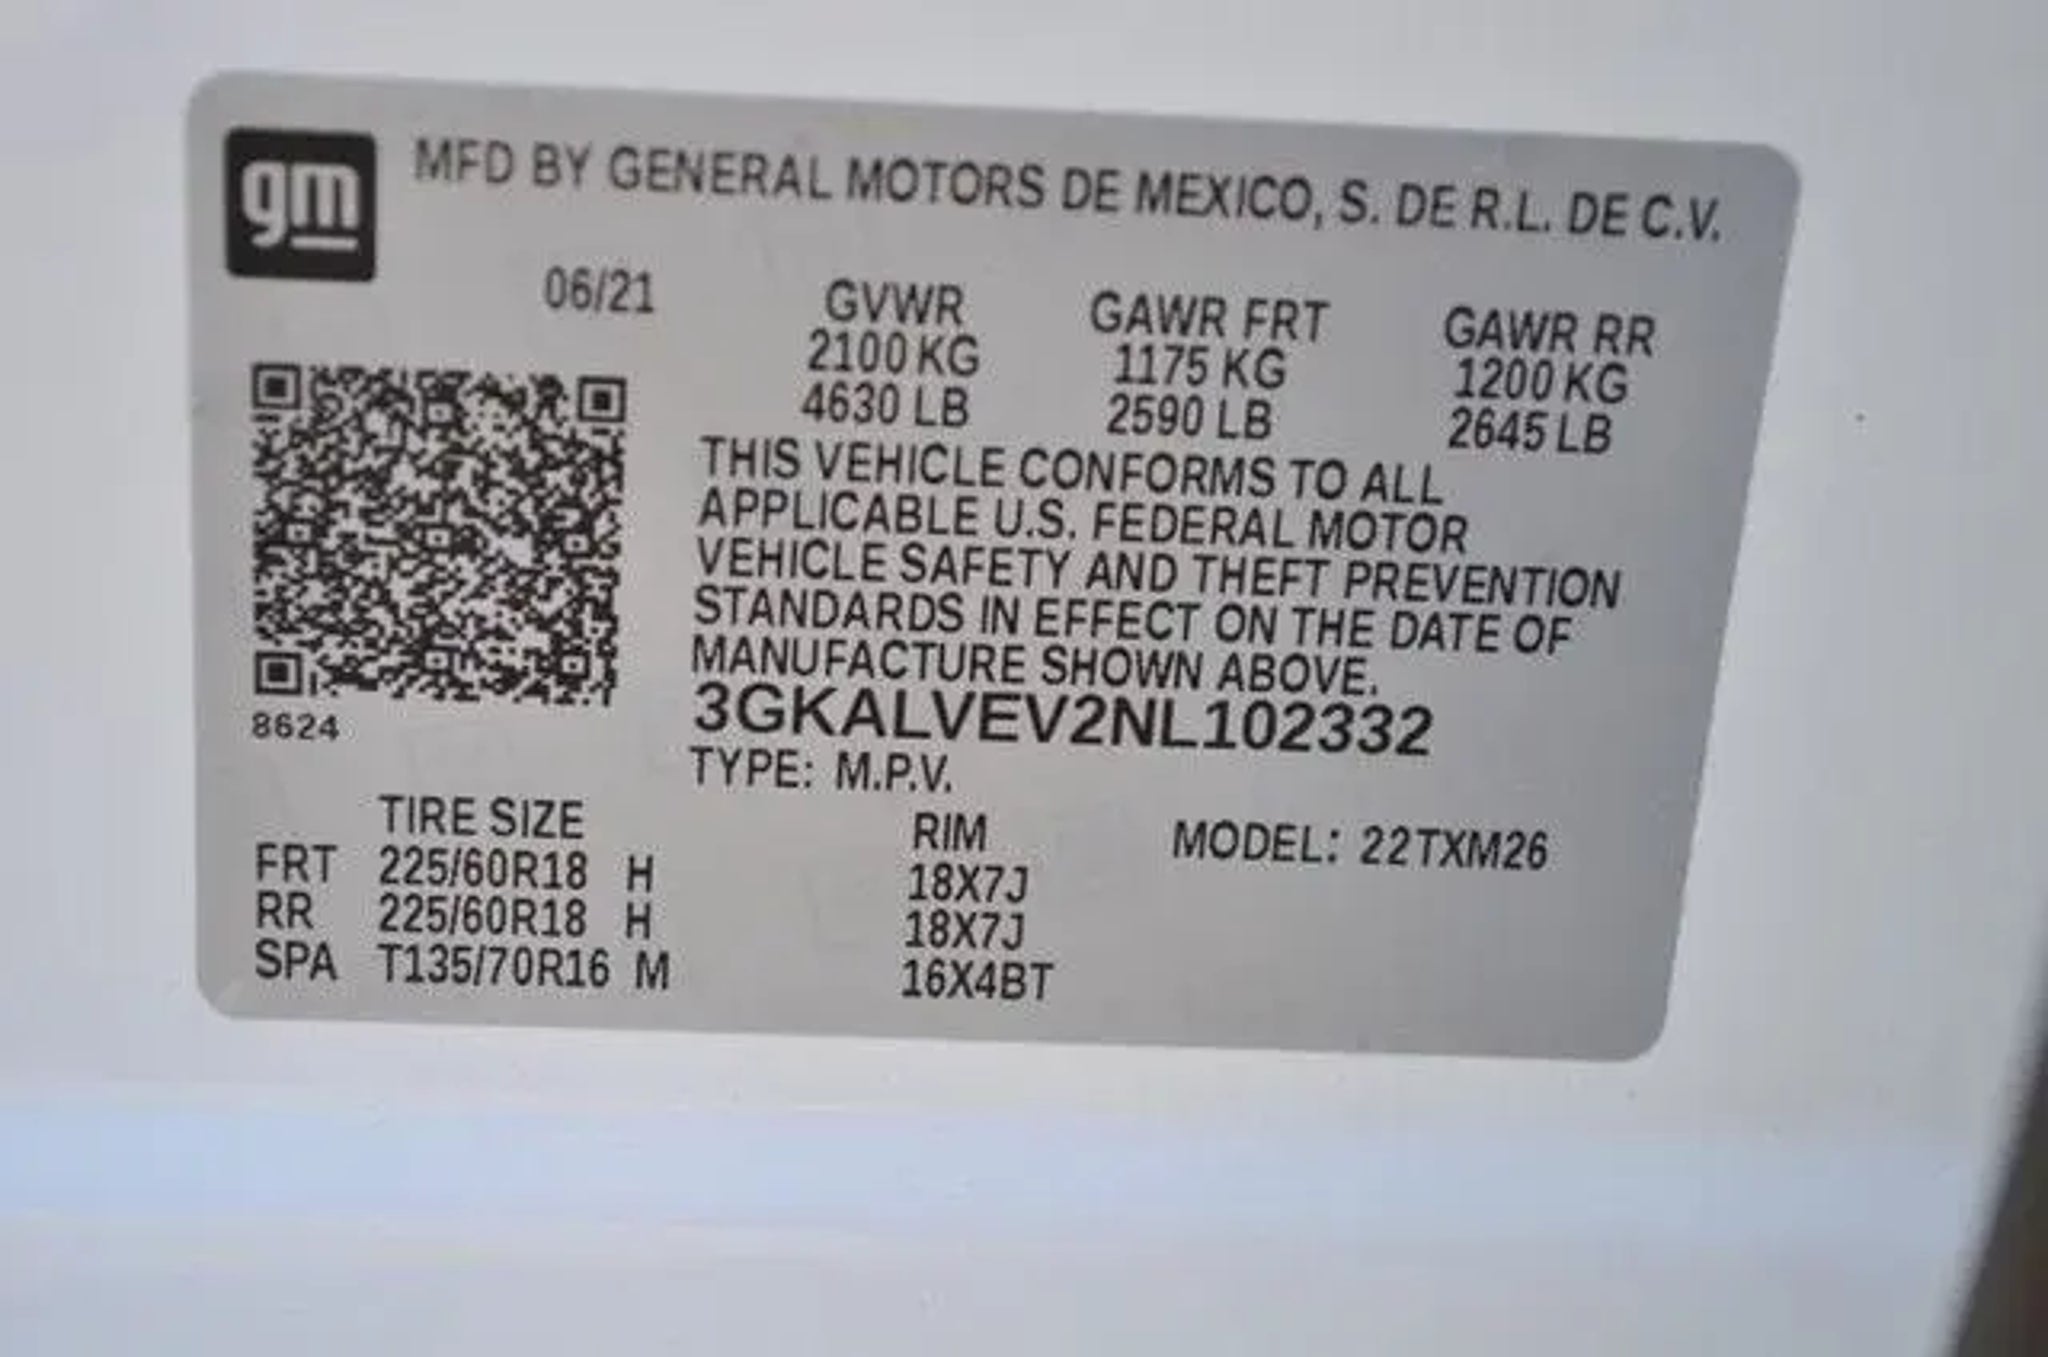 gm
MFD BY GENERAL MOTORS DE MEXICO, S. DE R.L. DE C.V.
06/21
GVWR GAWR FRT GAWR RR
2100 KG 1175 KG 1200 KG
4630 LB 2590 LB 2645 LB
THIS VEHICLE CONFORMS TO ALL
APPLICABLE U.S. FEDERAL MOTOR
VEHICLE SAFETY AND THEFT PREVENTION
STANDARDS IN EFFECT ON THE DATE OF
MANUFACTURE SHOWN ABOVE.
3GKALVEV2NL102332
8624
TYPE: M.P.V.
TIRE SIZE RIM MODEL: 22TXM26
FRT 225/60R18 H 18X7J
RR 225/60R18 H 18X7J
SPA T135/70R16 M 16X4BT